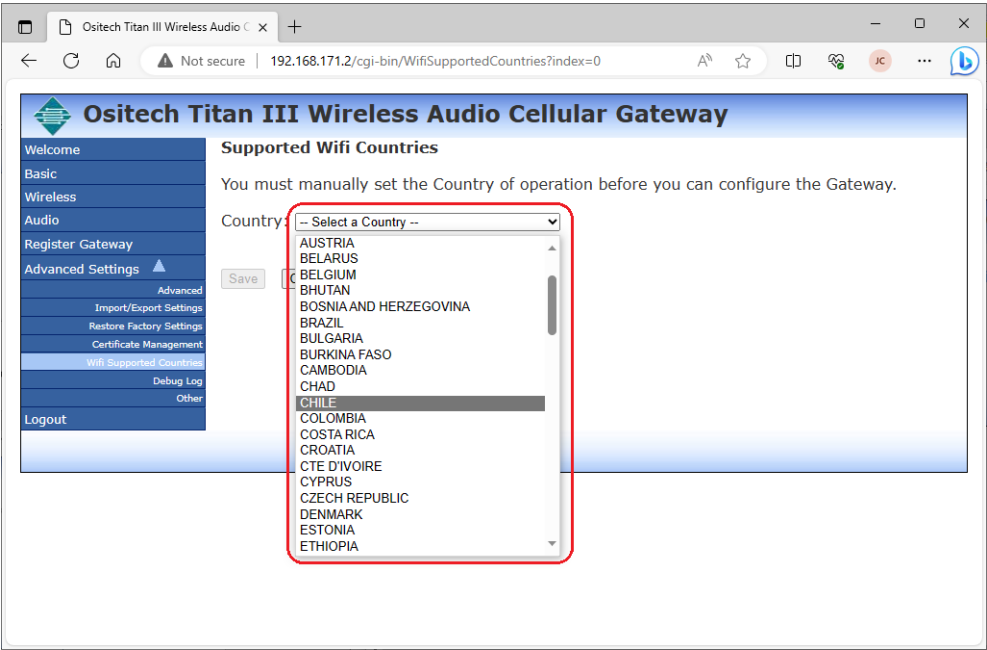 Ositech Titan III Wireless Audio C
Not secure | 192.168.171.2/cgi-bin/WifiSupportedCountries?index=0
JC
Ositech Titan III Wireless Audio Cellular Gateway
Welcome
Basic
Wireless
Audio
Register Gateway
Advanced Settings
Advanced
Import/Export Settings
Restore Factory Settings
Certificate Management
Wifi Supported Countries
Debug Log
Other
Logout
Supported Wifi Countries
You must manually set the Country of operation before you can configure the Gateway.
Country: -- Select a Country --
Save
AUSTRIA
BELARUS
BELGIUM
BHUTAN
BOSNIA AND HERZEGOVINA
BRAZIL
BULGARIA
BURKINA FASO
CAMBODIA
CHAD
CHILE
COLOMBIA
COSTA RICA
CROATIA
CTE D'IVOIRE
CYPRUS
CZECH REPUBLIC
DENMARK
ESTONIA
ETHIOPIA